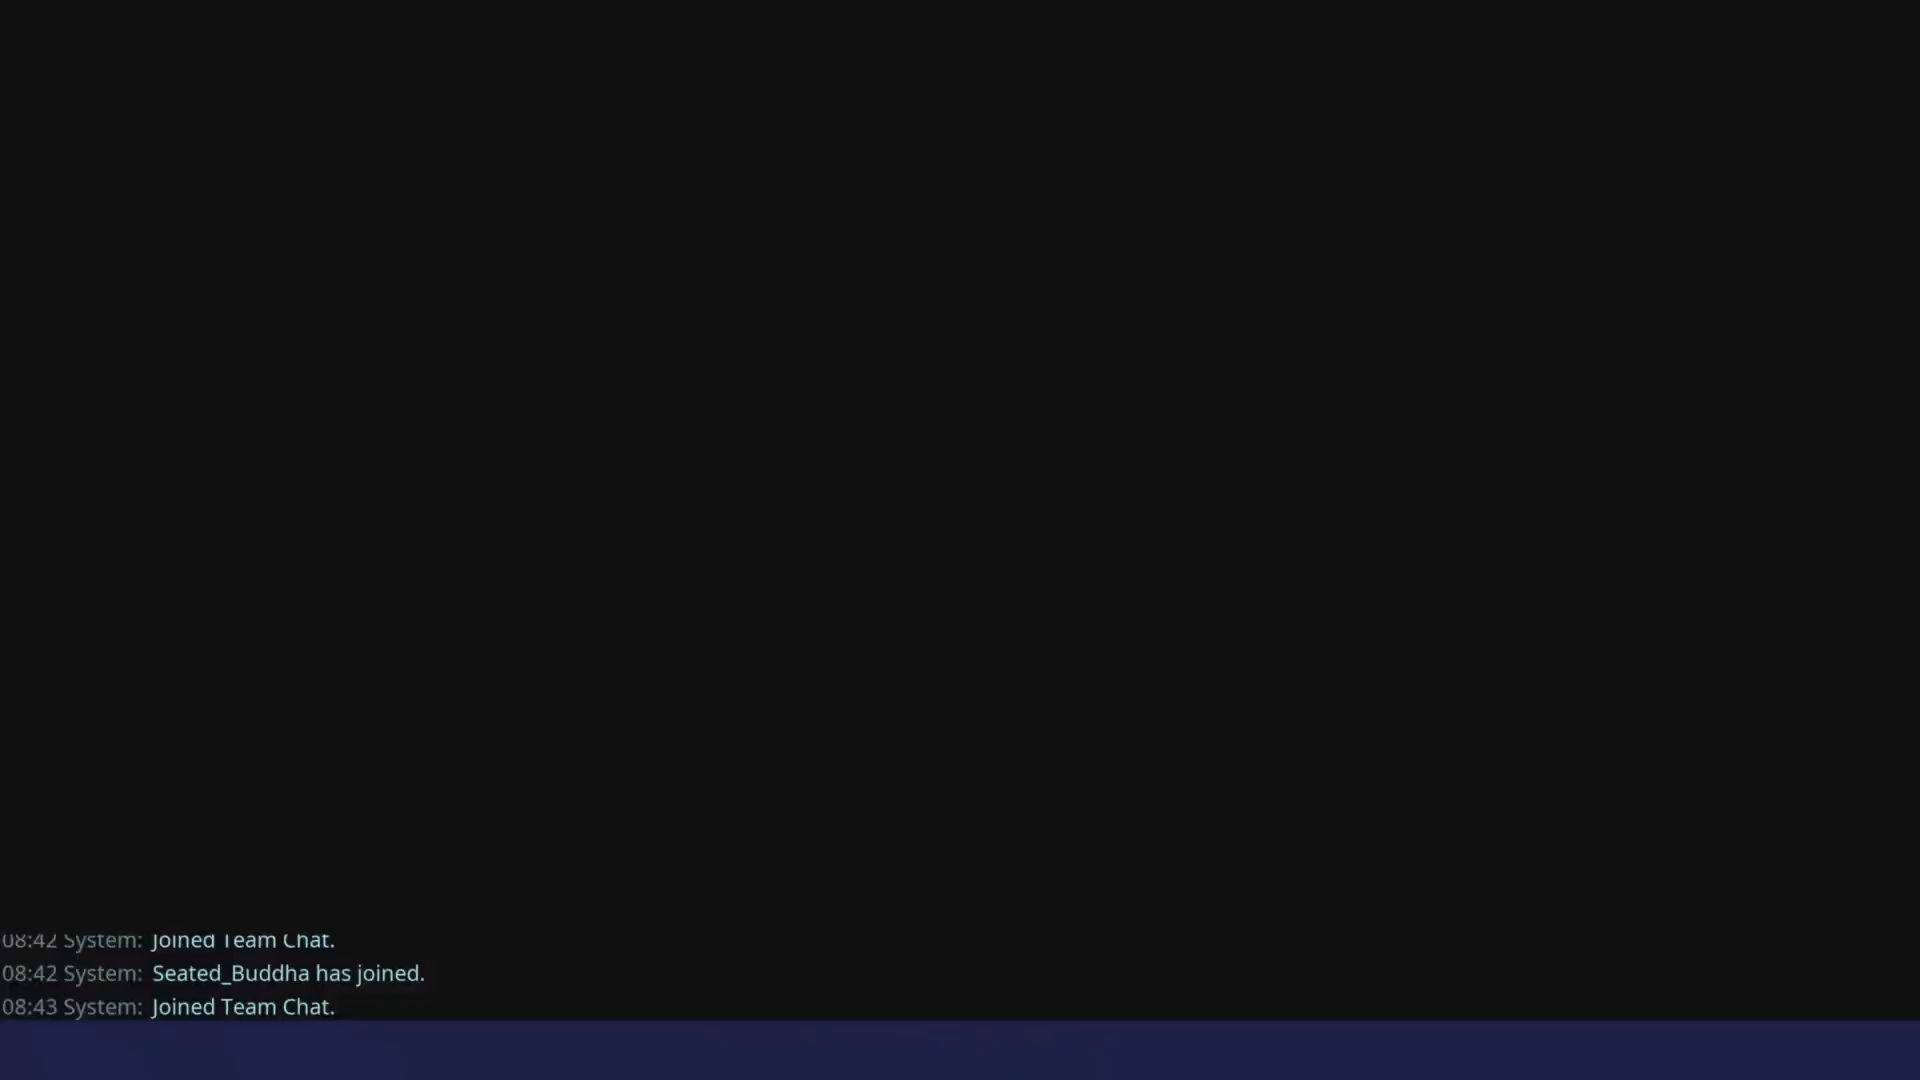 08:42 System: Joined Team Chat.
08:42 System: Seated_Buddha has joined.
08:43 System: Joined Team Chat.